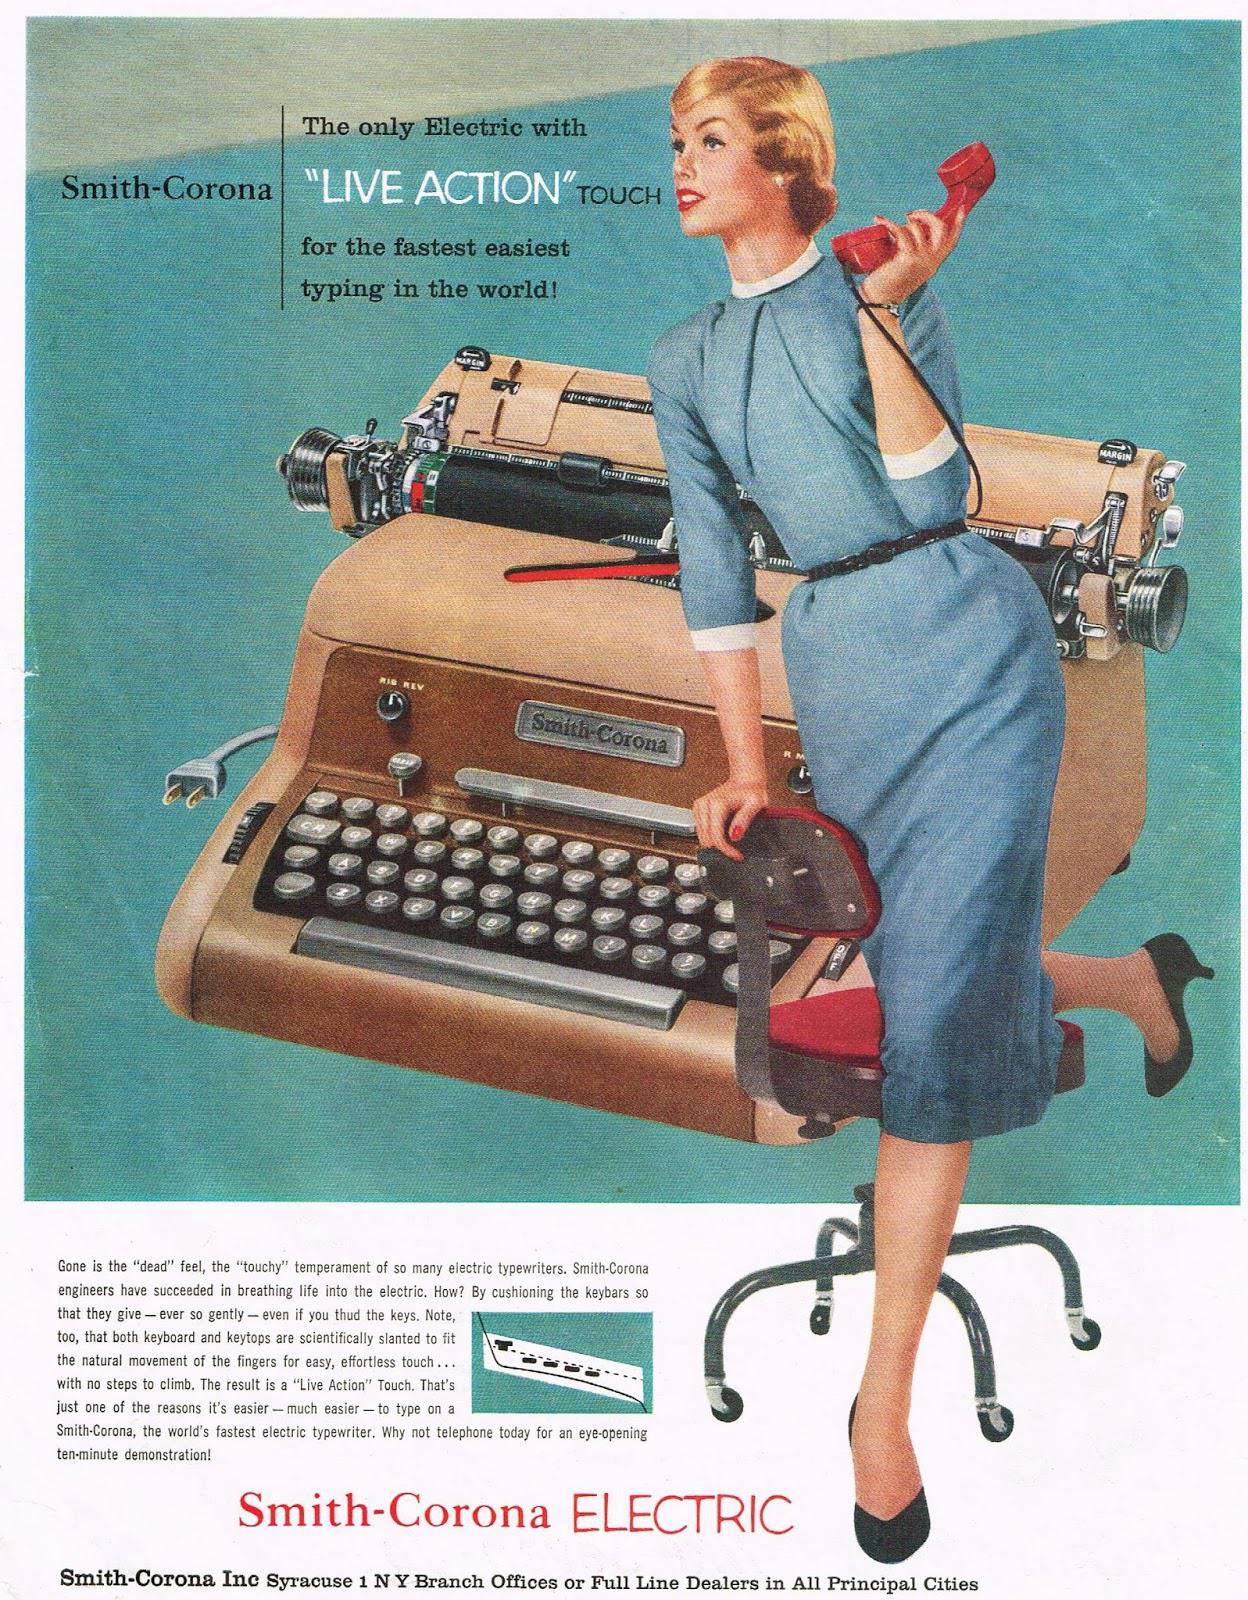 Smith-Corona
The only Electric with
"LIVE ACTION" TOUCH
for the fastest easiest
typing in the world!
MARGIN
MARGIN
RIB REV
Smith-Corona
Gone is the "dead" feel, the "touchy" temperament of so many electric typewriters. Smith-Corona
engineers have succeeded in breathing life into the electric. How? By cushioning the keybars so
that they give — ever so gently — even if you thud the keys. Note,
too, that both keyboard and keytops are scientifically slanted to fit
the natural movement of the fingers for easy, effortless touch...
with no steps to climb. The result is a "Live Action" Touch. That's
just one of the reasons it's easier — much easier — to type on a
Smith-Corona, the world's fastest electric typewriter. Why not telephone today for an eye-opening
ten-minute demonstration!
Smith-Corona ELECTRIC
Smith-Corona Inc Syracuse 1 N Y Branch Offices or Full Line Dealers in All Principal Cities